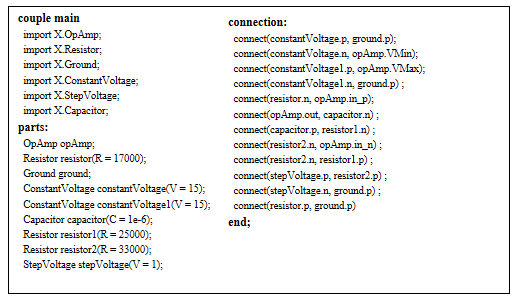 couple main
import X.OpAmp;
import X.Resistor;
import X.Ground;
import X.ConstantVoltage;
import X.StepVoltage;
import X.Capacitor;
parts:
OpAmp opAmp;
Resistor resistor(R = 17000);
Ground ground;
ConstantVoltage constantVoltage(V = 15);
ConstantVoltage constantVoltage1(V = 15);
Capacitor capacitor(C = 1e-6);
Resistor resistor1(R = 25000);
Resistor resistor2(R = 33000);
StepVoltage stepVoltage(V = 1);
connection:
connect(constantVoltage.p, ground.p);
connect(constantVoltage.n, opAmp.VMin);
connect(constantVoltage1.p, opAmp.VMax);
connect(constantVoltage1.n, ground.p) ;
connect(resistor.n, opAmp.in_p);
connect(opAmp.out, capacitor.n) ;
connect(capacitor.p, resistor1.n) ;
connect(resistor2.n, opAmp.in_n) ;
connect(resistor2.n, resistor1.p) ;
connect(stepVoltage.p, resistor2.p) ;
connect(stepVoltage.n, ground.p) ;
connect(resistor.p, ground.p)
end;